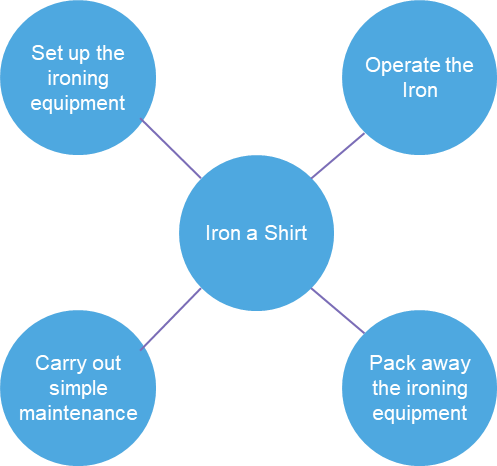 Set up the
ironing
equipment
Operate the
Iron
Iron a Shirt
Carry out
simple
maintenance
Pack away
the ironing
equipment